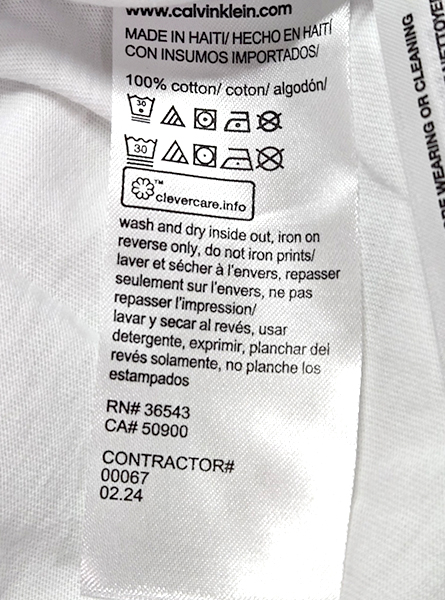 www.calvinklein.com
MADE IN HAITI/ HECHO EN HAITÍ
CON INSUMOS IMPORTADOS/
100% cotton/ coton/ algodón/
30
30
™
clevercare.info
wash and dry inside out, iron on
reverse only, do not iron prints/
laver et sécher à l'envers, repasser
seulement sur l'envers, ne pas
repasser l'impression/
lavar y secar al revés, usar
detergente, exprimir, planchar del
revés solamente, no planche los
estampados
RN# 36543
CA# 50900
CONTRACTOR#
00067
02.24
RE WEARING OR CLEANING
NETTOYE